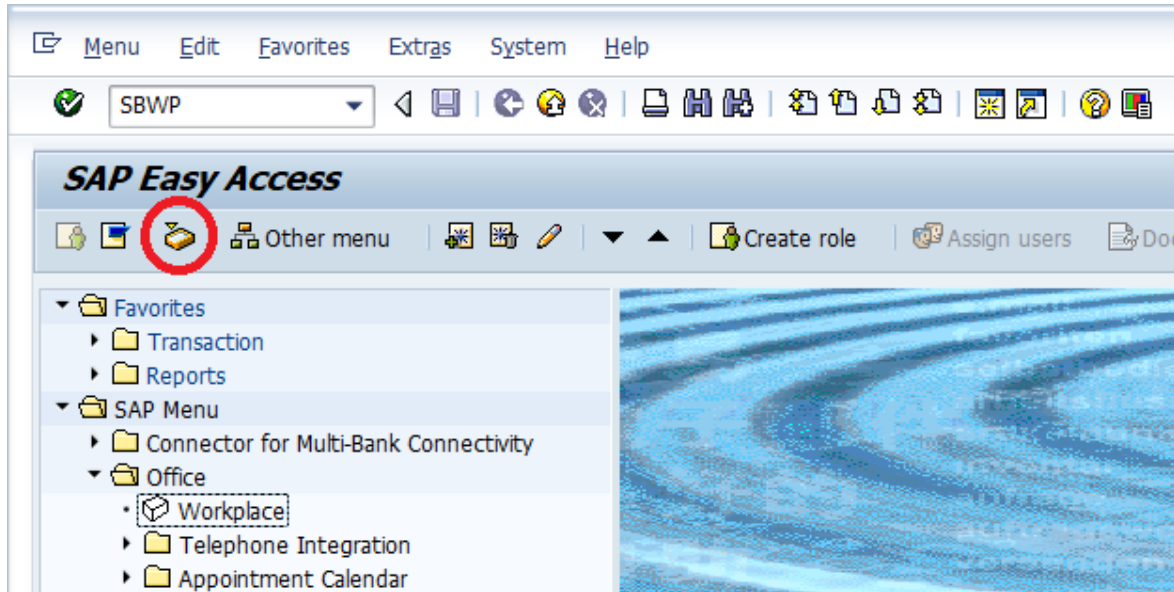 Menu Edit Favorites Extras System Help
SBWP
SAP Easy Access
Other menu Create role Assign users Do
Favorites
Transaction
Reports
SAP Menu
Connector for Multi-Bank Connectivity
Office
Workplace
Telephone Integration
Appointment Calendar